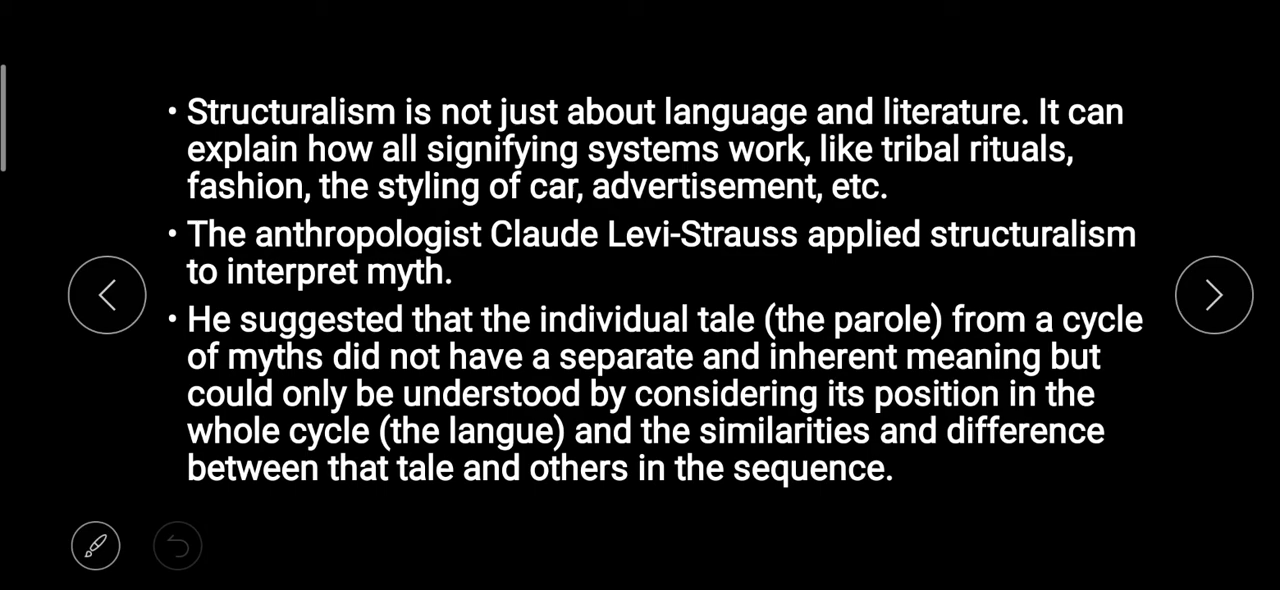 • Structuralism is not just about language and literature. It can
explain how all signifying systems work, like tribal rituals,
fashion, the styling of car, advertisement, etc.
• The anthropologist Claude Levi-Strauss applied structuralism
to interpret myth.
• He suggested that the individual tale (the parole) from a cycle
of myths did not have a separate and inherent meaning but
could only be understood by considering its position in the
whole cycle (the langue) and the similarities and difference
between that tale and others in the sequence.